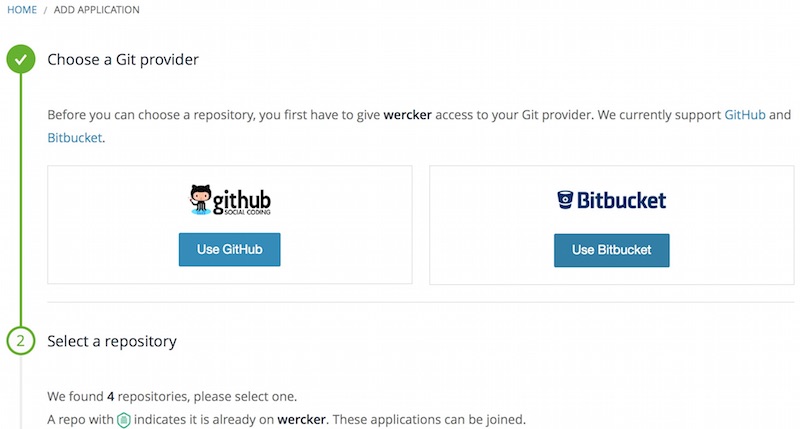 HOME / ADD APPLICATION
Choose a Git provider
Before you can choose a repository, you first have to give wercker access to your Git provider. We currently support GitHub and
Bitbucket.
github
SOCIAL CODING
Bitbucket
Use GitHub
Use Bitbucket
2 Select a repository
We found 4 repositories, please select one.
A repo with indicates it is already on wercker. These applications can be joined.